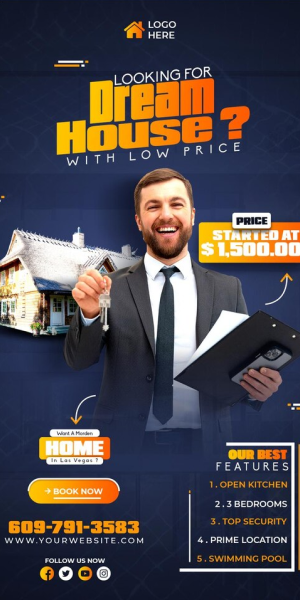 LOGO
HERE
LOOKING FOR
Dream
House ?
WITH LOW PRICE
PRICE
STARTED AT
$1,500.00
Want A Morden
HOME
In Las Vegas ?
→ BOOK NOW
609-791-3583
WWW.YOURWEBSITE.COM
FOLLOW US NOW
OUR BEST
FEATURES
1 . OPEN KITCHEN
2 . 3 BEDROOMS
3 . TOP SECURITY
4 . PRIME LOCATION
5 . SWIMMING POOL